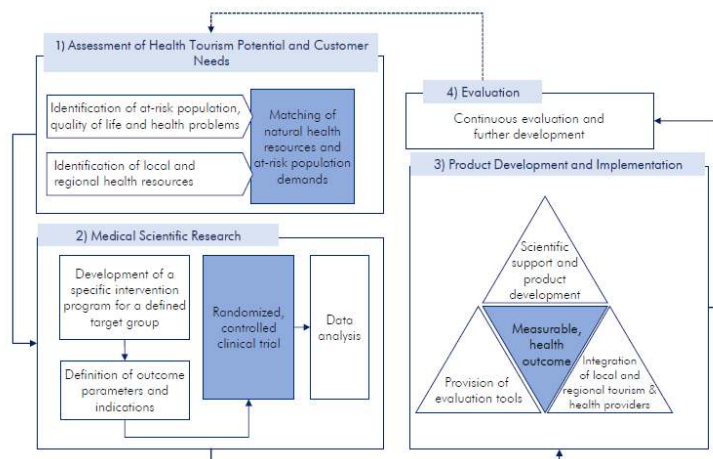 1) Assessment of Health Tourism Potential and Customer
Needs
Identification of at-risk population,
quality of life and health problems
Identification of local and
regional health resources
Matching of
natural health
resources and
at-risk population
demands
2) Medical Scientific Research
Development of a
specific intervention
program for a defined
target group
Definition of outcome
parameters and
indications
Randomized,
controlled
clinical trial
Data
analysis
4) Evaluation
Continuous evaluation and
further development
3) Product Development and Implementation
Scientific
support and
product
development
Measurable,
health
outcome
Provision of
evaluation tools
Integration
of local and
regional tourism &
health providers